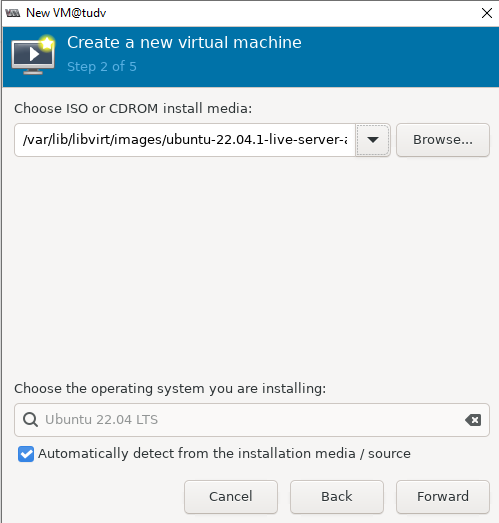 New VM@tudv
Create a new virtual machine
Step 2 of 5
Choose ISO or CDROM install media:
/var/lib/libvirt/images/ubuntu-22.04.1-live-server-a
Browse...
Choose the operating system you are installing:
Ubuntu 22.04 LTS
Automatically detect from the installation media / source
Cancel Back Forward